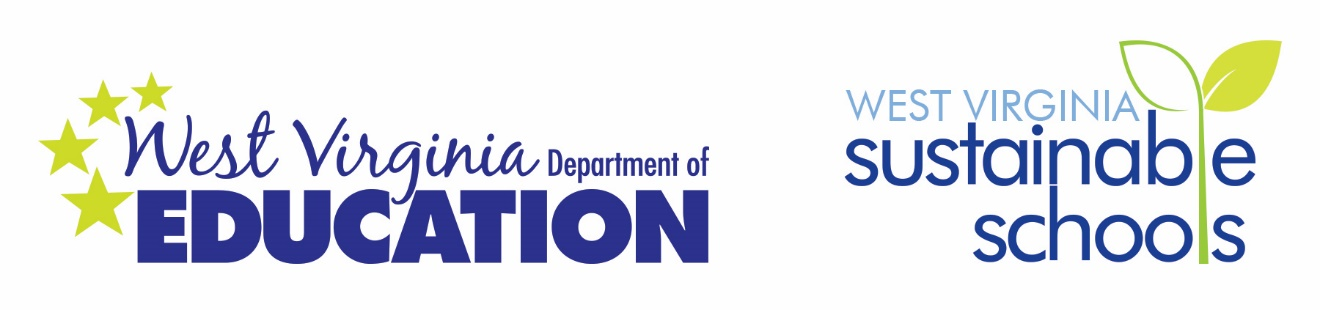 West Virginia Department of
EDUCATION
WEST VIRGINIA
sustainable
schools